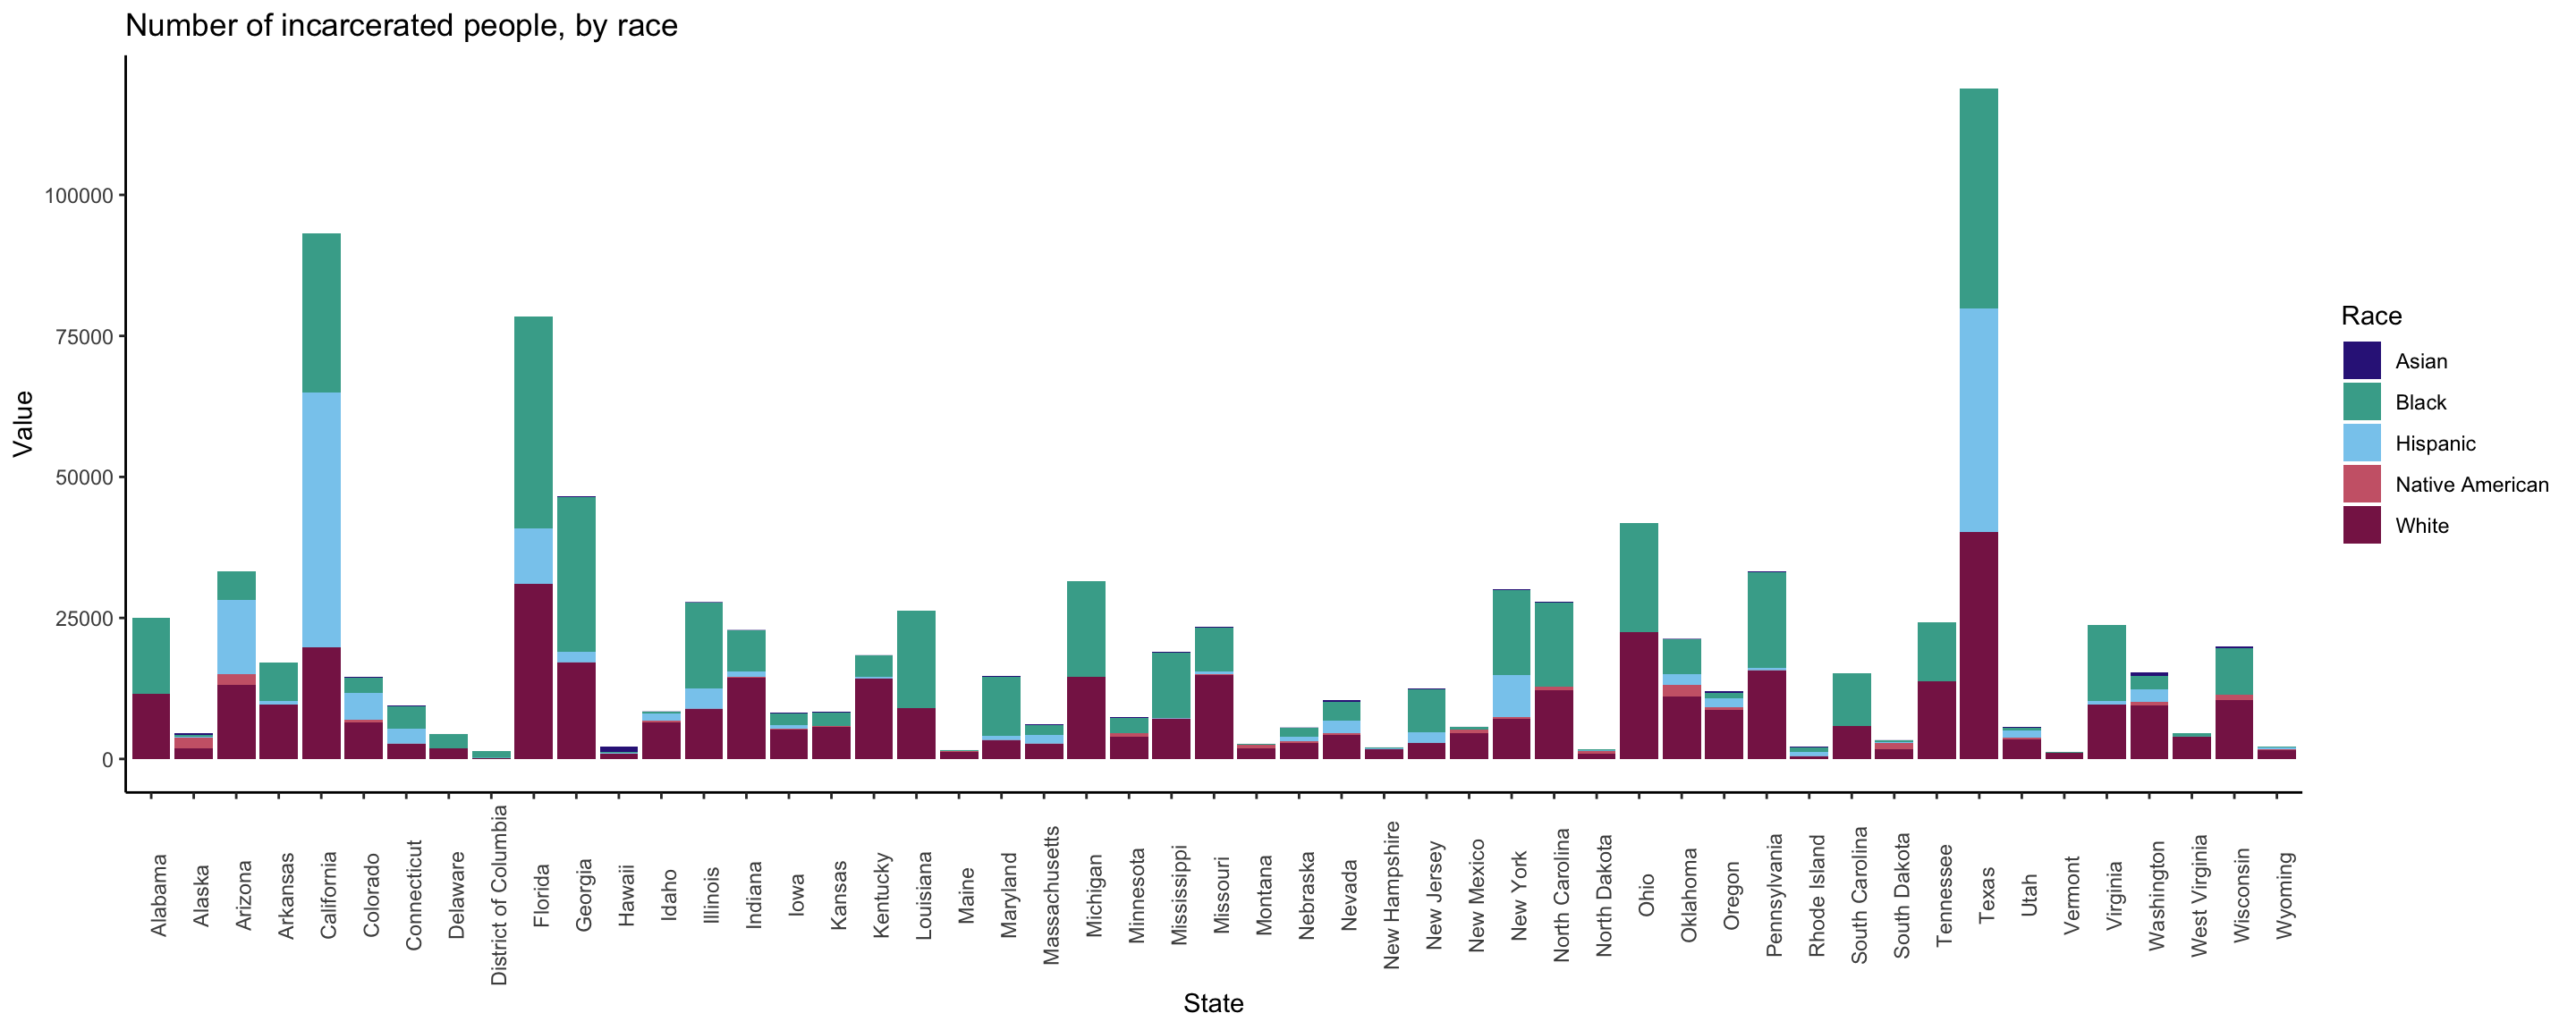 Number of incarcerated people, by race
Value
100000
75000
50000
25000
0
Alabama
Alaska
Arizona
Arkansas
California
Colorado
Connecticut
Delaware
District of Columbia
Florida
Georgia
Hawaii
Idaho
Illinois
Indiana
Iowa
Kansas
Kentucky
Louisiana
Maine
Maryland
Massachusetts
Michigan
Minnesota
Mississippi
Missouri
Montana
Nebraska
Nevada
New Hampshire
New Jersey
New Mexico
New York
North Carolina
North Dakota
Ohio
Oklahoma
Oregon
Pennsylvania
Rhode Island
South Carolina
South Dakota
Tennessee
Texas
Utah
Vermont
Virginia
Washington
West Virginia
Wisconsin
Wyoming
State
Race
Asian
Black
Hispanic
Native American
White